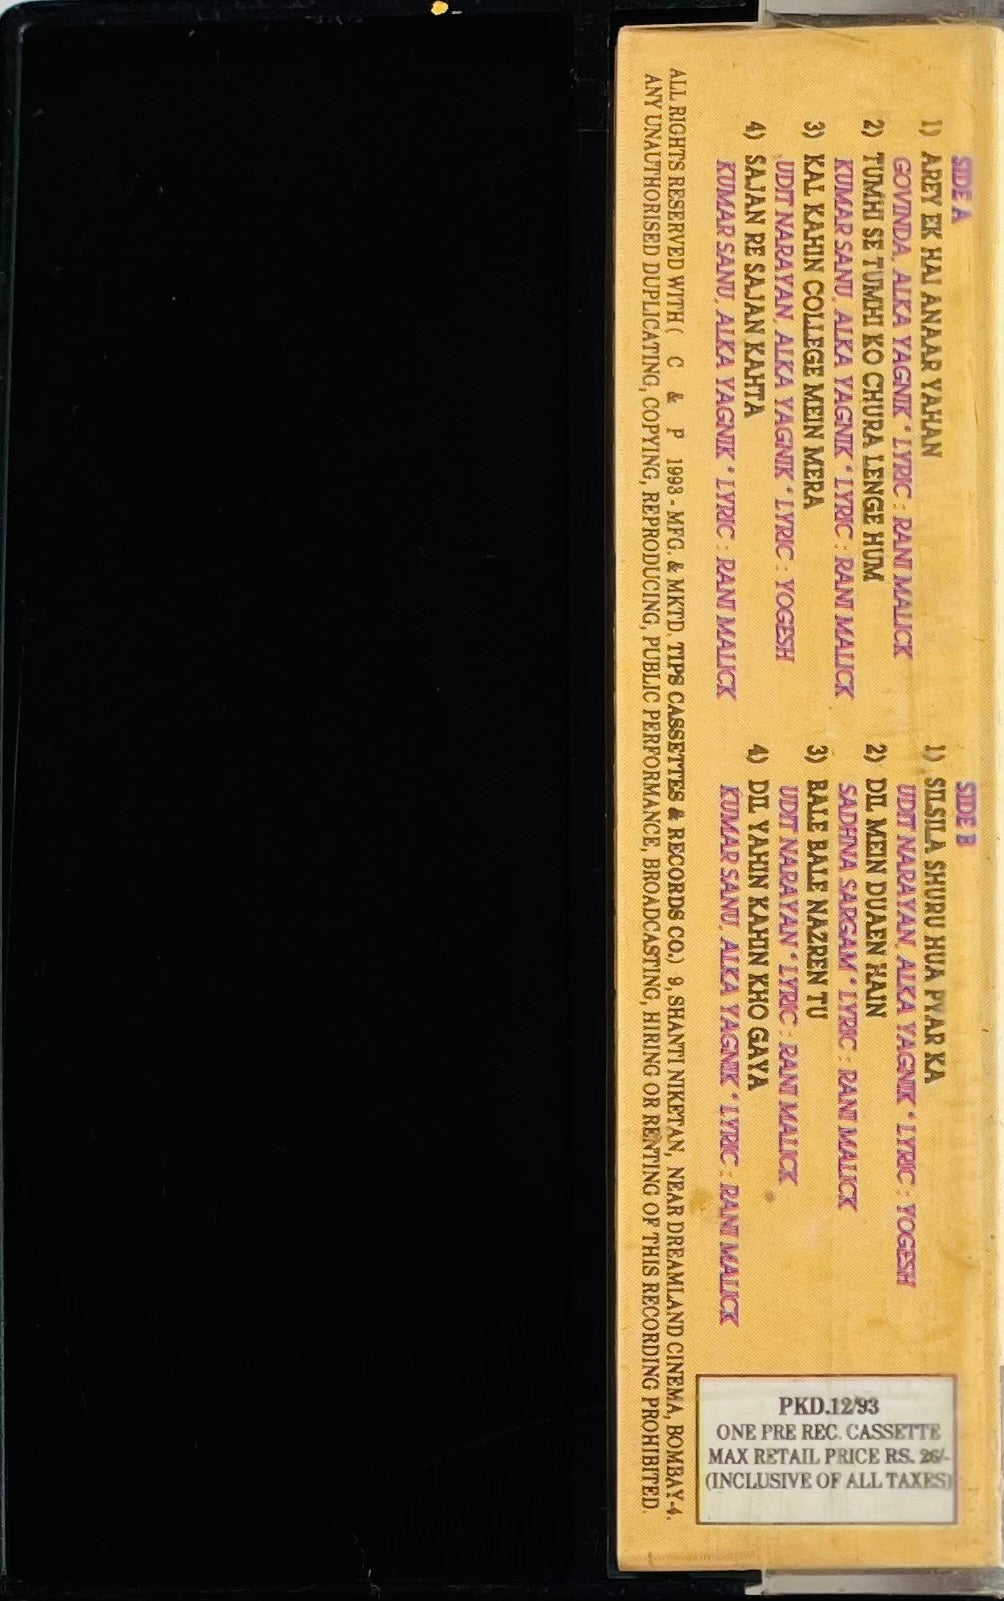 SIDE A
1) AREY EK HAI ANAAR YAHAN
GOVINDA, ALKA YAGNIK * LYRIC : RANI MALICK
2) TUMHI SE TUMHI KO CHURA LENGE HUM
KUMAR SANU, ALKA YAGNIK * LYRIC : RANI MALICK
3) KAL KAHIN COLLEGE MEIN MERA
UDIT NARAYAN, ALKA YAGNIK * LYRIC : YOGESH
4) SAJAN RE SAJAN KAHTA
KUMAR SANU, ALKA YAGNIK * LYRIC : RANI MALICK
SIDE B
1) SILSILA SHURU HUA PYAR KA
UDIT NARAYAN, ALKA YAGNIK * LYRIC : YOGESH
2) DIL MEIN DUAEN HAIN
SADHNA SARGAM * LYRIC : RANI MALICK
3) BALE BALE NAZREN TU
UDIT NARAYAN * LYRIC : RANI MALICK
4) DIL YAHIN KAHIN KHO GAYA
KUMAR SANU, ALKA YAGNIK * LYRIC : RANI MALICK
ALL RIGHTS RESERVED WITH ( C & P 1993 - MFG. & MKTD. TIPS CASSETTES & RECORDS CO.) 9, SHANTI NIKETAN, NEAR DREAMLAND CINEMA, BOMBAY-4.
ANY UNAUTHORISED DUPLICATING, COPYING, REPRODUCING, PUBLIC PERFORMANCE, BROADCASTING, HIRING OR RENTING OF THIS RECORDING PROHIBITED.
PKD.12/93
ONE PRE REC. CASSETTE
MAX RETAIL PRICE RS. 26/-
(INCLUSIVE OF ALL TAXES)